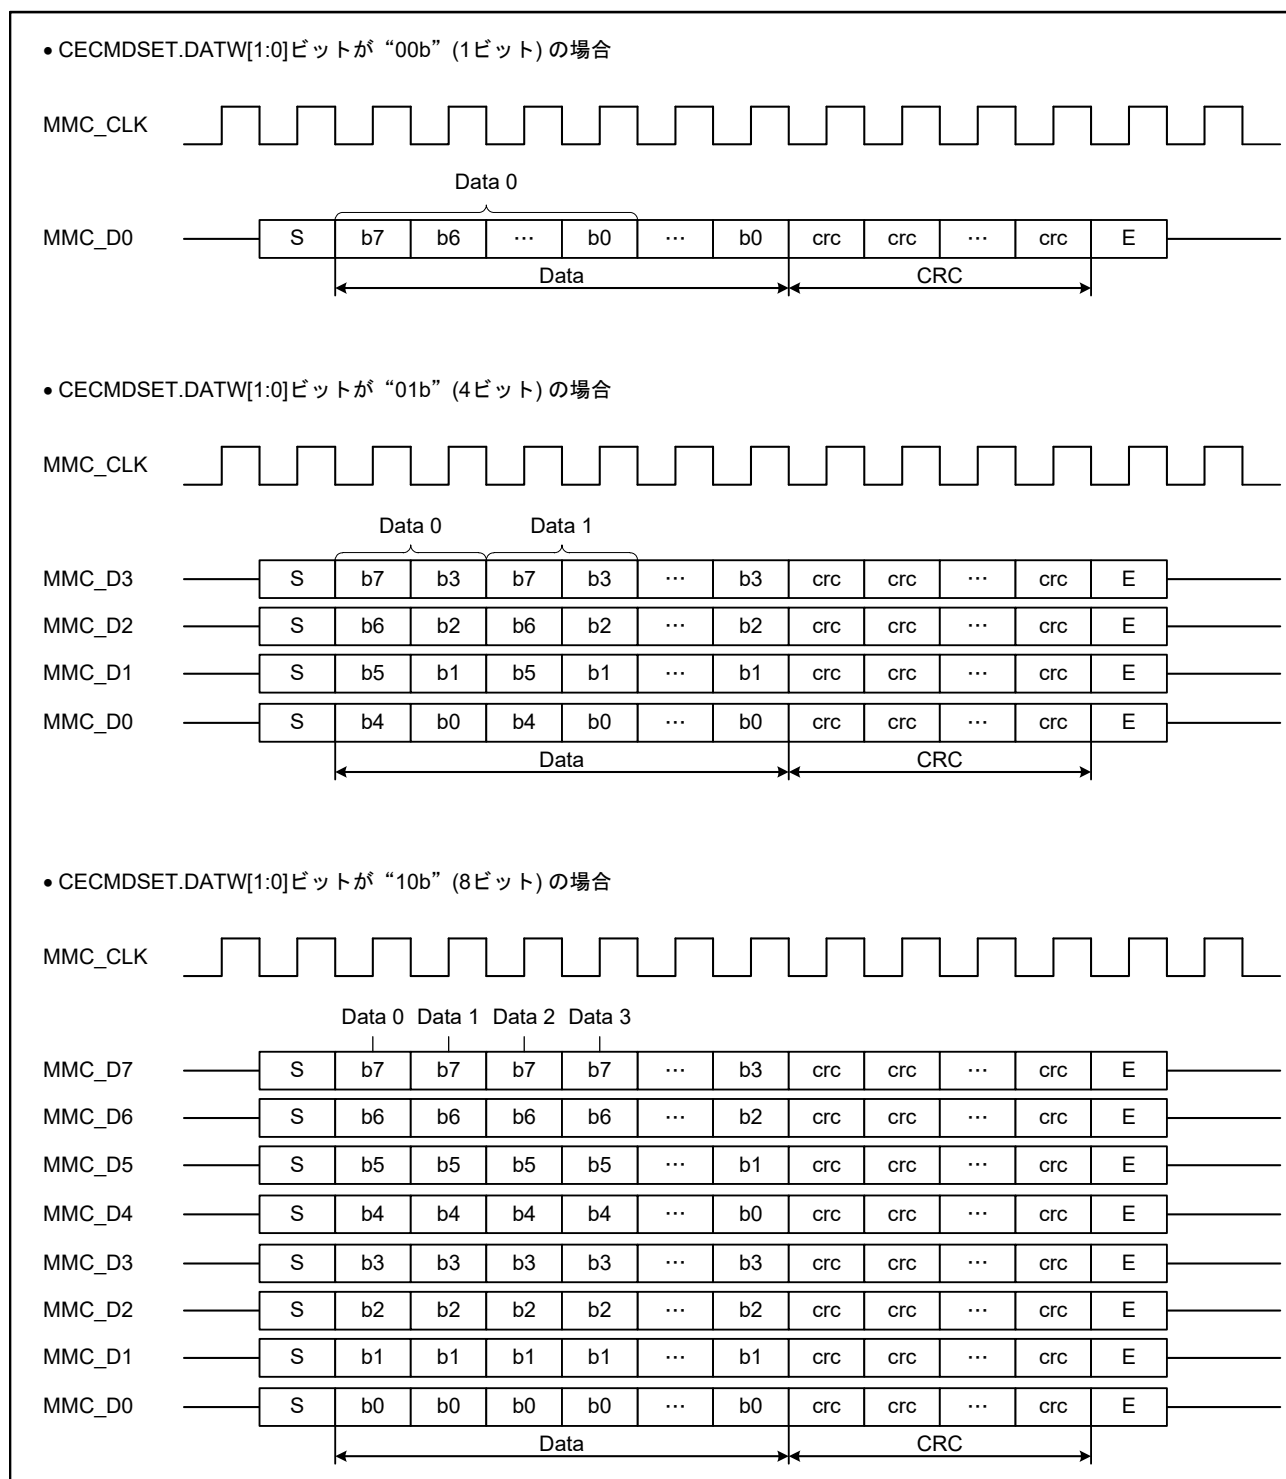 • CECMDSET.DATW[1:0]ビットが“00b”(1ビット) の場合
MMC_CLK
Data 0
MMC_D0 S b7 b6 … b0 … b0 crc crc … crc E
Data CRC
• CECMDSET.DATW[1:0]ビットが“01b”(4ビット) の場合
MMC_CLK
Data 0 Data 1
MMC_D3 S b7 b3 b7 b3 … b3 crc crc … crc E
MMC_D2 S b6 b2 b6 b2 … b2 crc crc … crc E
MMC_D1 S b5 b1 b5 b1 … b1 crc crc … crc E
MMC_D0 S b4 b0 b4 b0 … b0 crc crc … crc E
Data CRC
• CECMDSET.DATW[1:0]ビットが“10b”(8ビット) の場合
MMC_CLK
Data 0 Data 1 Data 2 Data 3
MMC_D7 S b7 b7 b7 b7 … b3 crc crc … crc E
MMC_D6 S b6 b6 b6 b6 … b2 crc crc … crc E
MMC_D5 S b5 b5 b5 b5 … b1 crc crc … crc E
MMC_D4 S b4 b4 b4 b4 … b0 crc crc … crc E
MMC_D3 S b3 b3 b3 b3 … b3 crc crc … crc E
MMC_D2 S b2 b2 b2 b2 … b2 crc crc … crc E
MMC_D1 S b1 b1 b1 b1 … b1 crc crc … crc E
MMC_D0 S b0 b0 b0 b0 … b0 crc crc … crc E
Data CRC